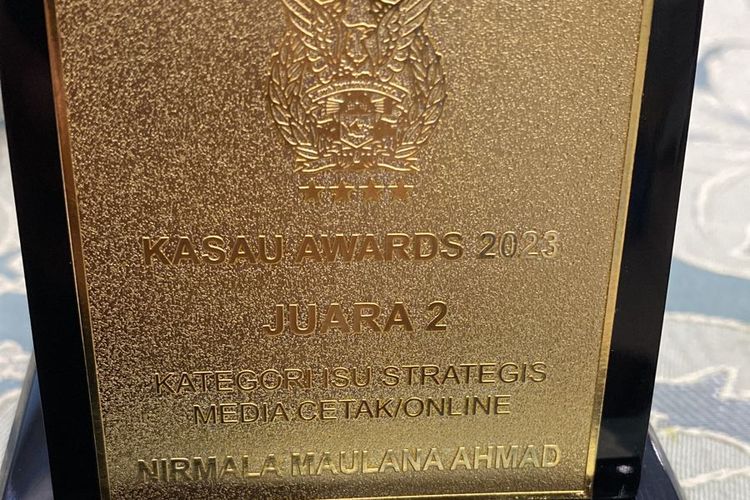 KASAU AWARDS 2023
JUARA 2
KATEGORI ISU STRATEGIS
MEDIA CETAK/ONLINE
NIRMALA MAULANA AHMAD